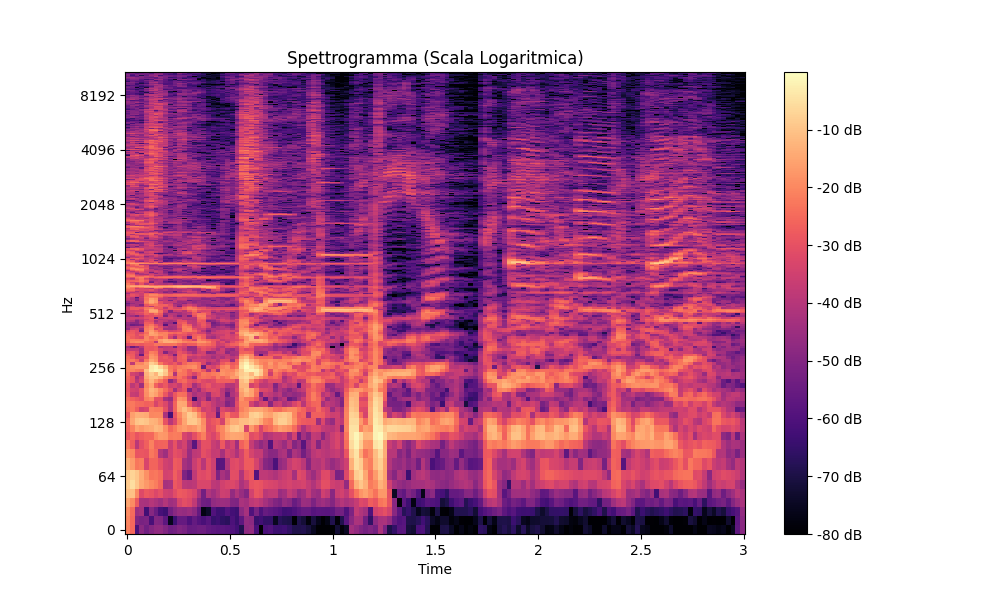 Spettrogramma (Scala Logaritmica)
Hz
8192
4096
2048
1024
512
256
128
64
0
0 0.5 1 1.5 2 2.5 3
Time
-10 dB
-20 dB
-30 dB
-40 dB
-50 dB
-60 dB
-70 dB
-80 dB